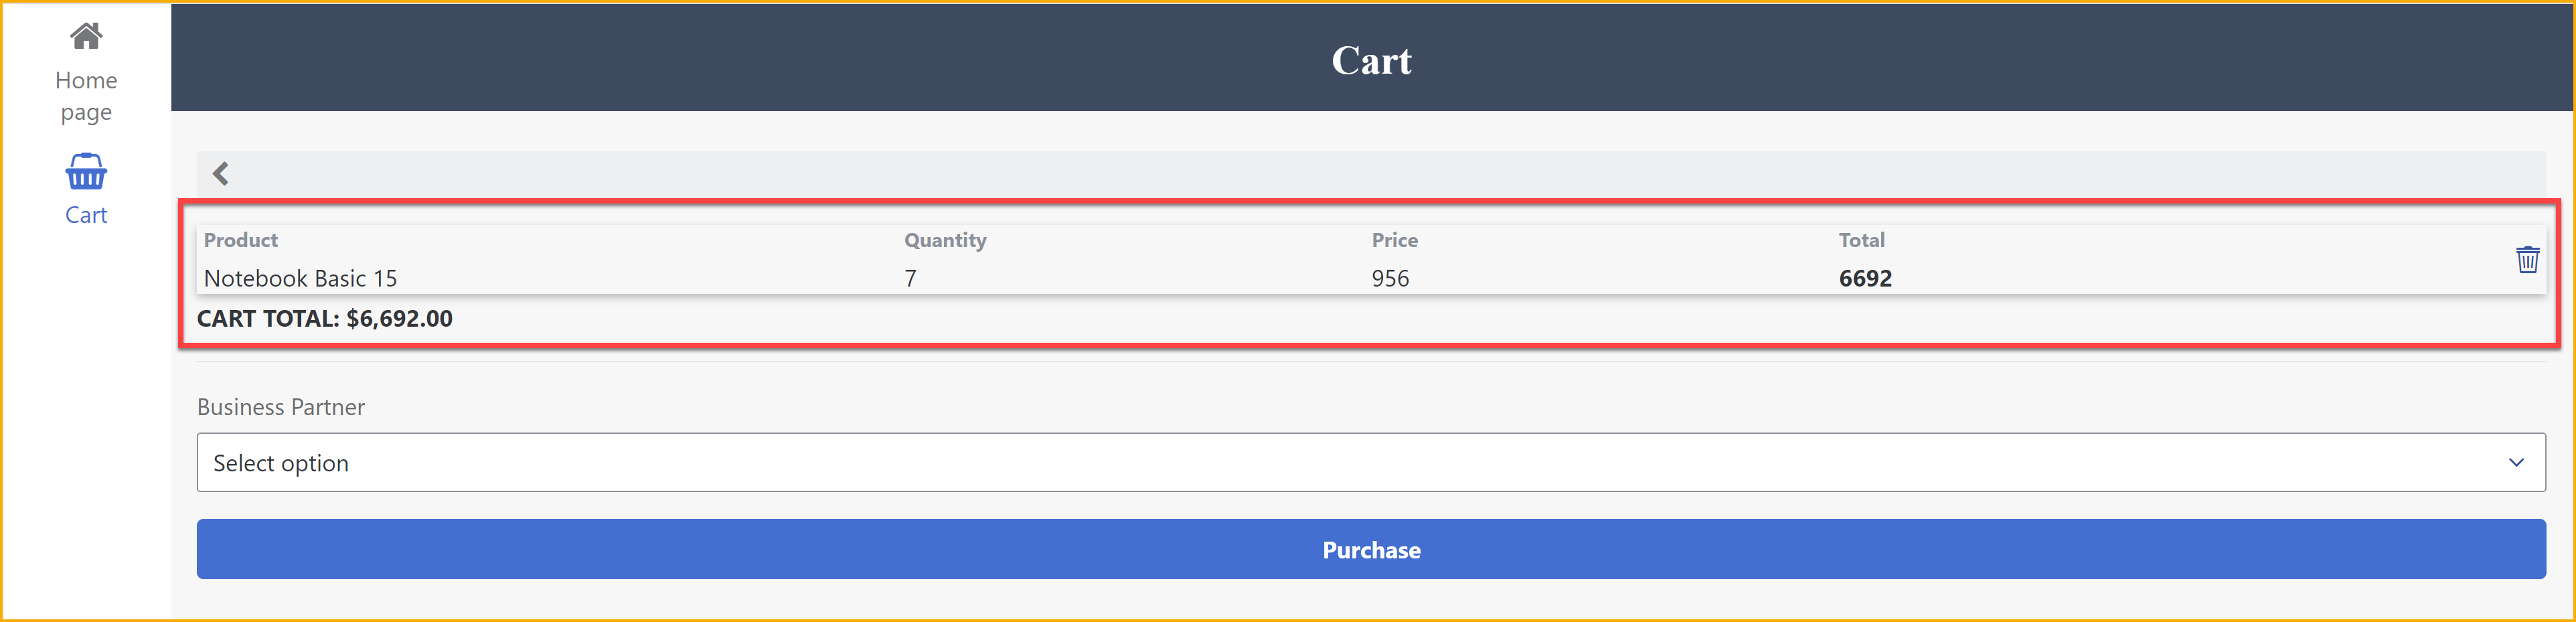 Home
page
Cart
Cart
Product Quantity Price Total
Notebook Basic 15 7 956 6692
CART TOTAL: $6,692.00
Business Partner
Select option
Purchase